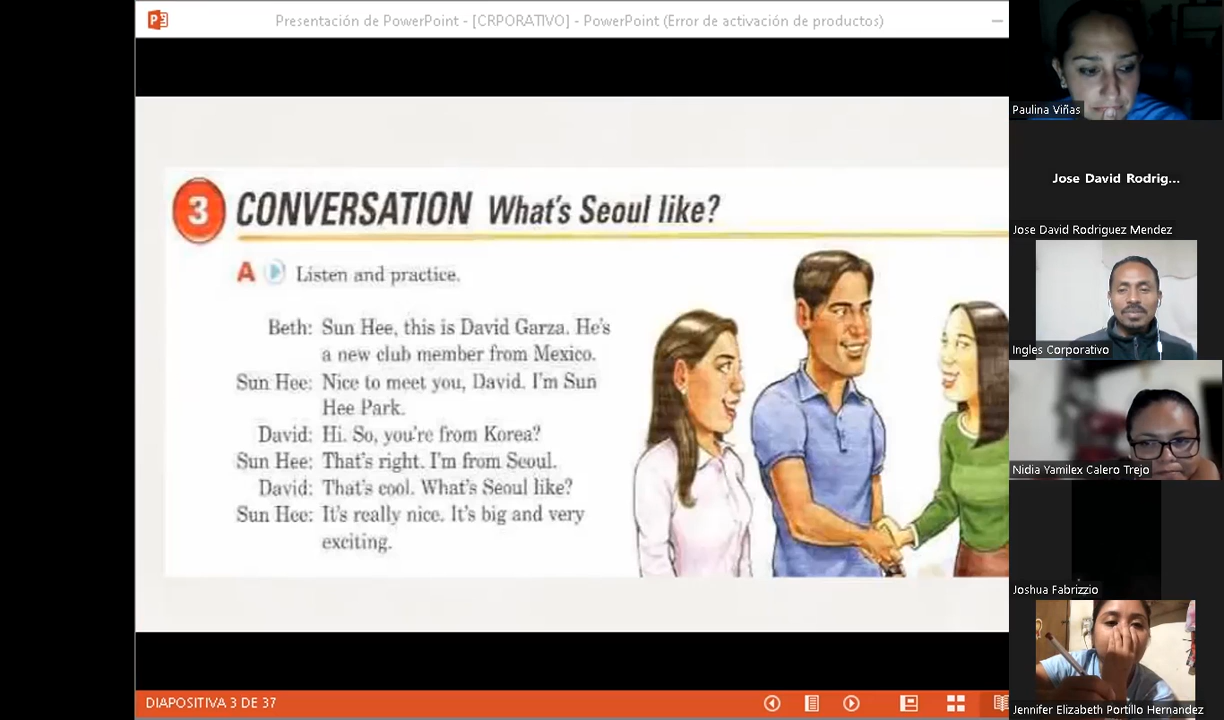 Presentación de PowerPoint - [CRPORATIVO] - PowerPoint (Error de activación de productos)
3 CONVERSATION What's Seoul like?
A Listen and practice.
Beth: Sun Hee, this is David Garza. He's
a new club member from Mexico.
Sun Hee: Nice to meet you, David. I'm Sun
Hee Park.
David: Hi. So, you're from Korea?
Sun Hee: That's right. I'm from Seoul.
David: That's cool. What's Seoul like?
Sun Hee: It's really nice. It's big and very
exciting.
DIAPOSITIVA 3 DE 37
Paulina Viñas
Jose David Rodrig...
Jose David Rodriguez Mendez
Ingles Corporativo
Nidia Yamilex Calero Trejo
Joshua Fabrizzio
Jennifer Elizabeth Portillo Hernandez